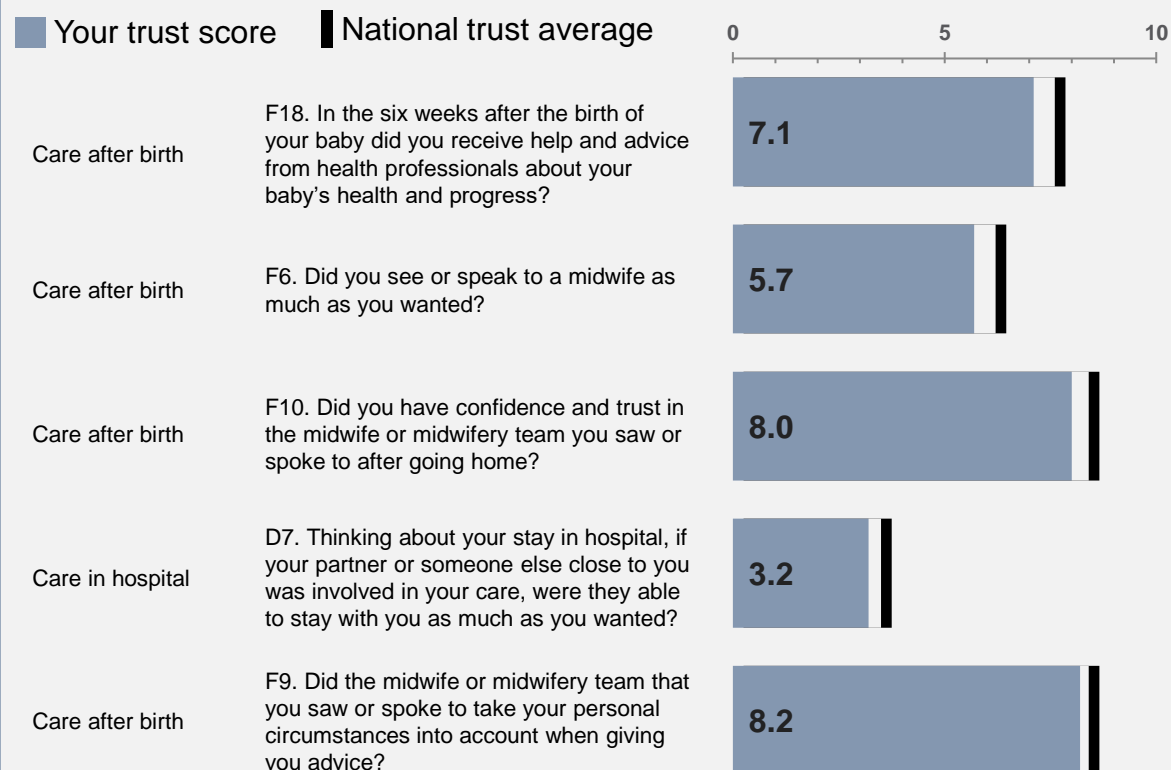 Your trust score National trust average
0 5 10
Care after birth
F18. In the six weeks after the birth of
your baby did you receive help and advice
from health professionals about your
baby’s health and progress?
7.1
Care after birth
F6. Did you see or speak to a midwife as
much as you wanted?
5.7
Care after birth
F10. Did you have confidence and trust in
the midwife or midwifery team you saw or
spoke to after going home?
8.0
Care in hospital
D7. Thinking about your stay in hospital, if
your partner or someone else close to you
was involved in your care, were they able
to stay with you as much as you wanted?
3.2
Care after birth
F9. Did the midwife or midwifery team that
you saw or spoke to take your personal
circumstances into account when giving
you advice?
8.2